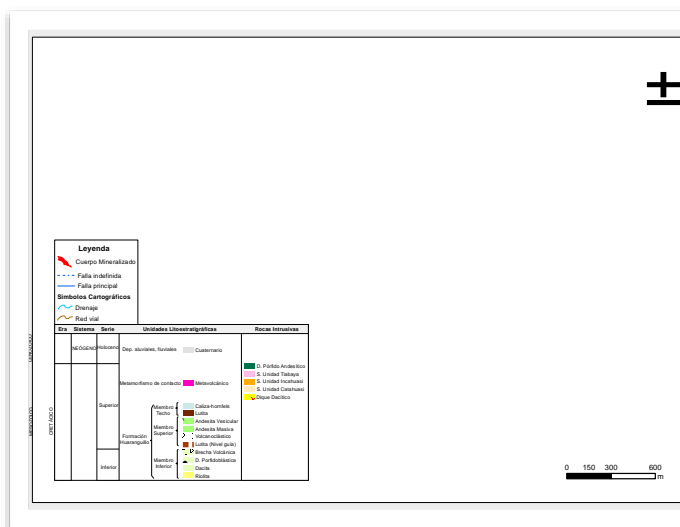 ±
Leyenda
Cuerpo Mineralizado
Falla indefinida
Falla principal
Símbolos Cartográficos
Drenaje
Red vial
Era Sistema Serie Unidades Litoestratigráficas Rocas Intrusivas
NEÓGENO Holoceno Dep. aluviales, fluviales Cuaternario
D. Pórfido Andesítico
S. Unidad Tiabaya
Metamorfismo de contacto Metavolcánico S. Unidad Incahuasi
S. Unidad Catahuasi
Dique Dacítico
CRETÁCICO
Superior
Inferior
Formación Huaranguillo
Miembro Techo
Caliza-hornfels
Lutita
Miembro Superior
Andesita Vesicular
Andesita Masiva
Volcanoclástico
Lutita (Nivel guía)
Miembro Inferior
Brecha Volcánica
D. Porfidoblástica
Dacita
Riolita
0 150 300 600
m